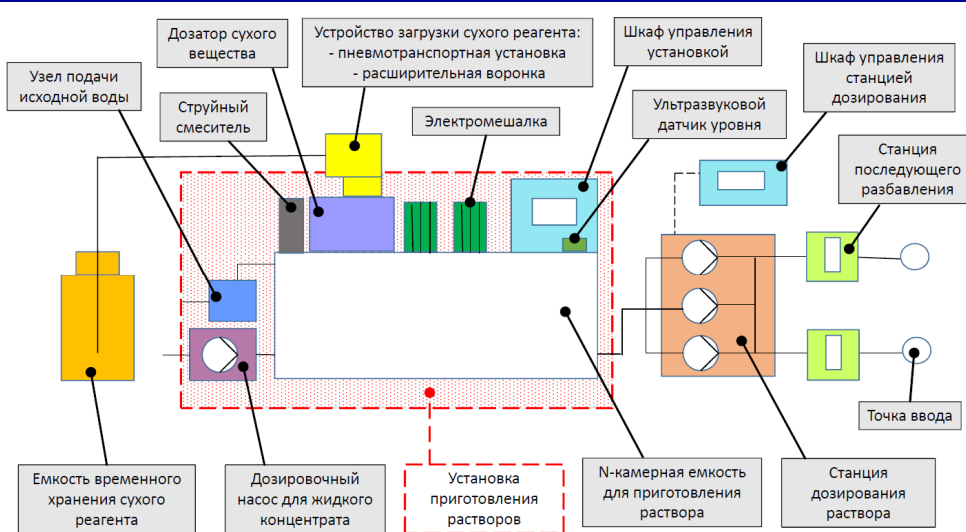 Дозатор сухого
вещества
Устройство загрузки сухого реагента:
- пневмотранспортная установка
- расширительная воронка
Шкаф управления
установкой
Шкаф управления
станцией
дозирования
Узел подачи
исходной воды
Струйный
смеситель
Электромешалка
Ультразвуковой
датчик уровня
Станция
последующего
разбавления
Точка ввода
Емкость временного
хранения сухого
реагента
Дозировочный
насос для жидкого
концентрата
Установка
приготовления
растворов
N-камерная емкость
для приготовления
раствора
Станция
дозирования
раствора